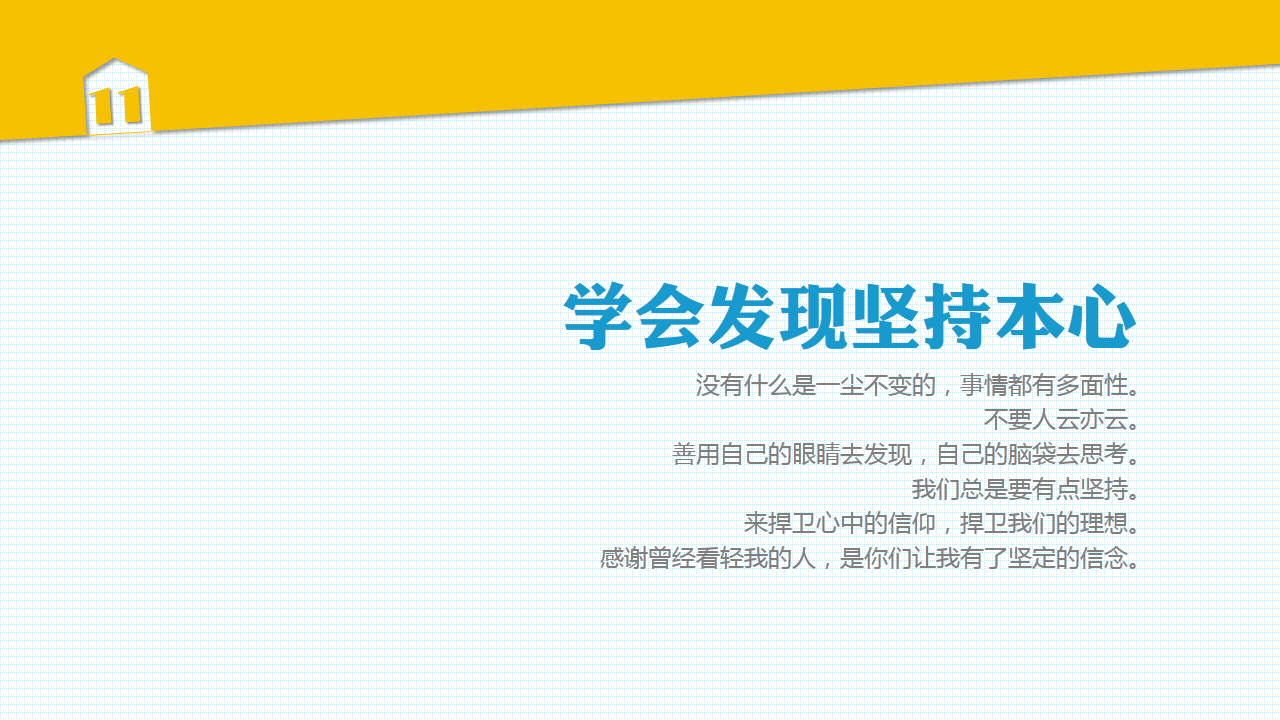 学会发现坚持本心
没有什么是一尘不变的，事情都有多面性。
不要人云亦云。
善用自己的眼睛去发现，自己的脑袋去思考。
我们总是要有点坚持。
来捍卫心中的信仰，捍卫我们的理想。
感谢曾经看轻我的人，是你们让我有了坚定的信念。